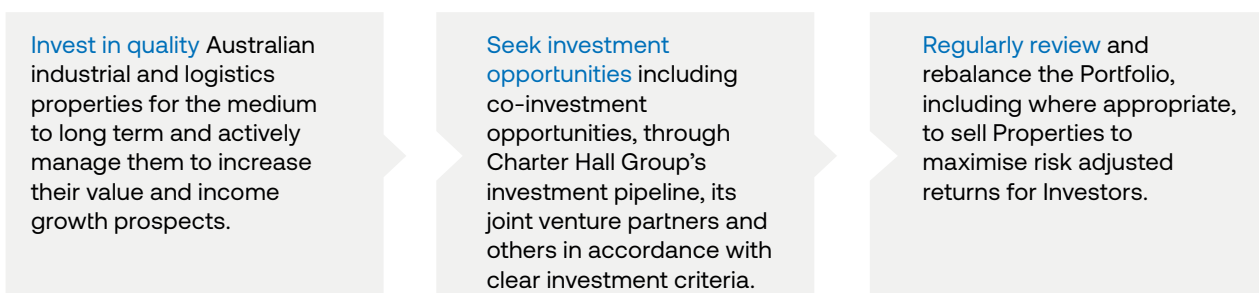 Invest in quality Australian
industrial and logistics
properties for the medium
to long term and actively
manage them to increase
their value and income
growth prospects.
Seek investment
opportunities including
co-investment
opportunities, through
Charter Hall Group’s
investment pipeline, its
joint venture partners and
others in accordance with
clear investment criteria.
Regularly review and
rebalance the Portfolio,
including where appropriate,
to sell Properties to
maximise risk adjusted
returns for Investors.